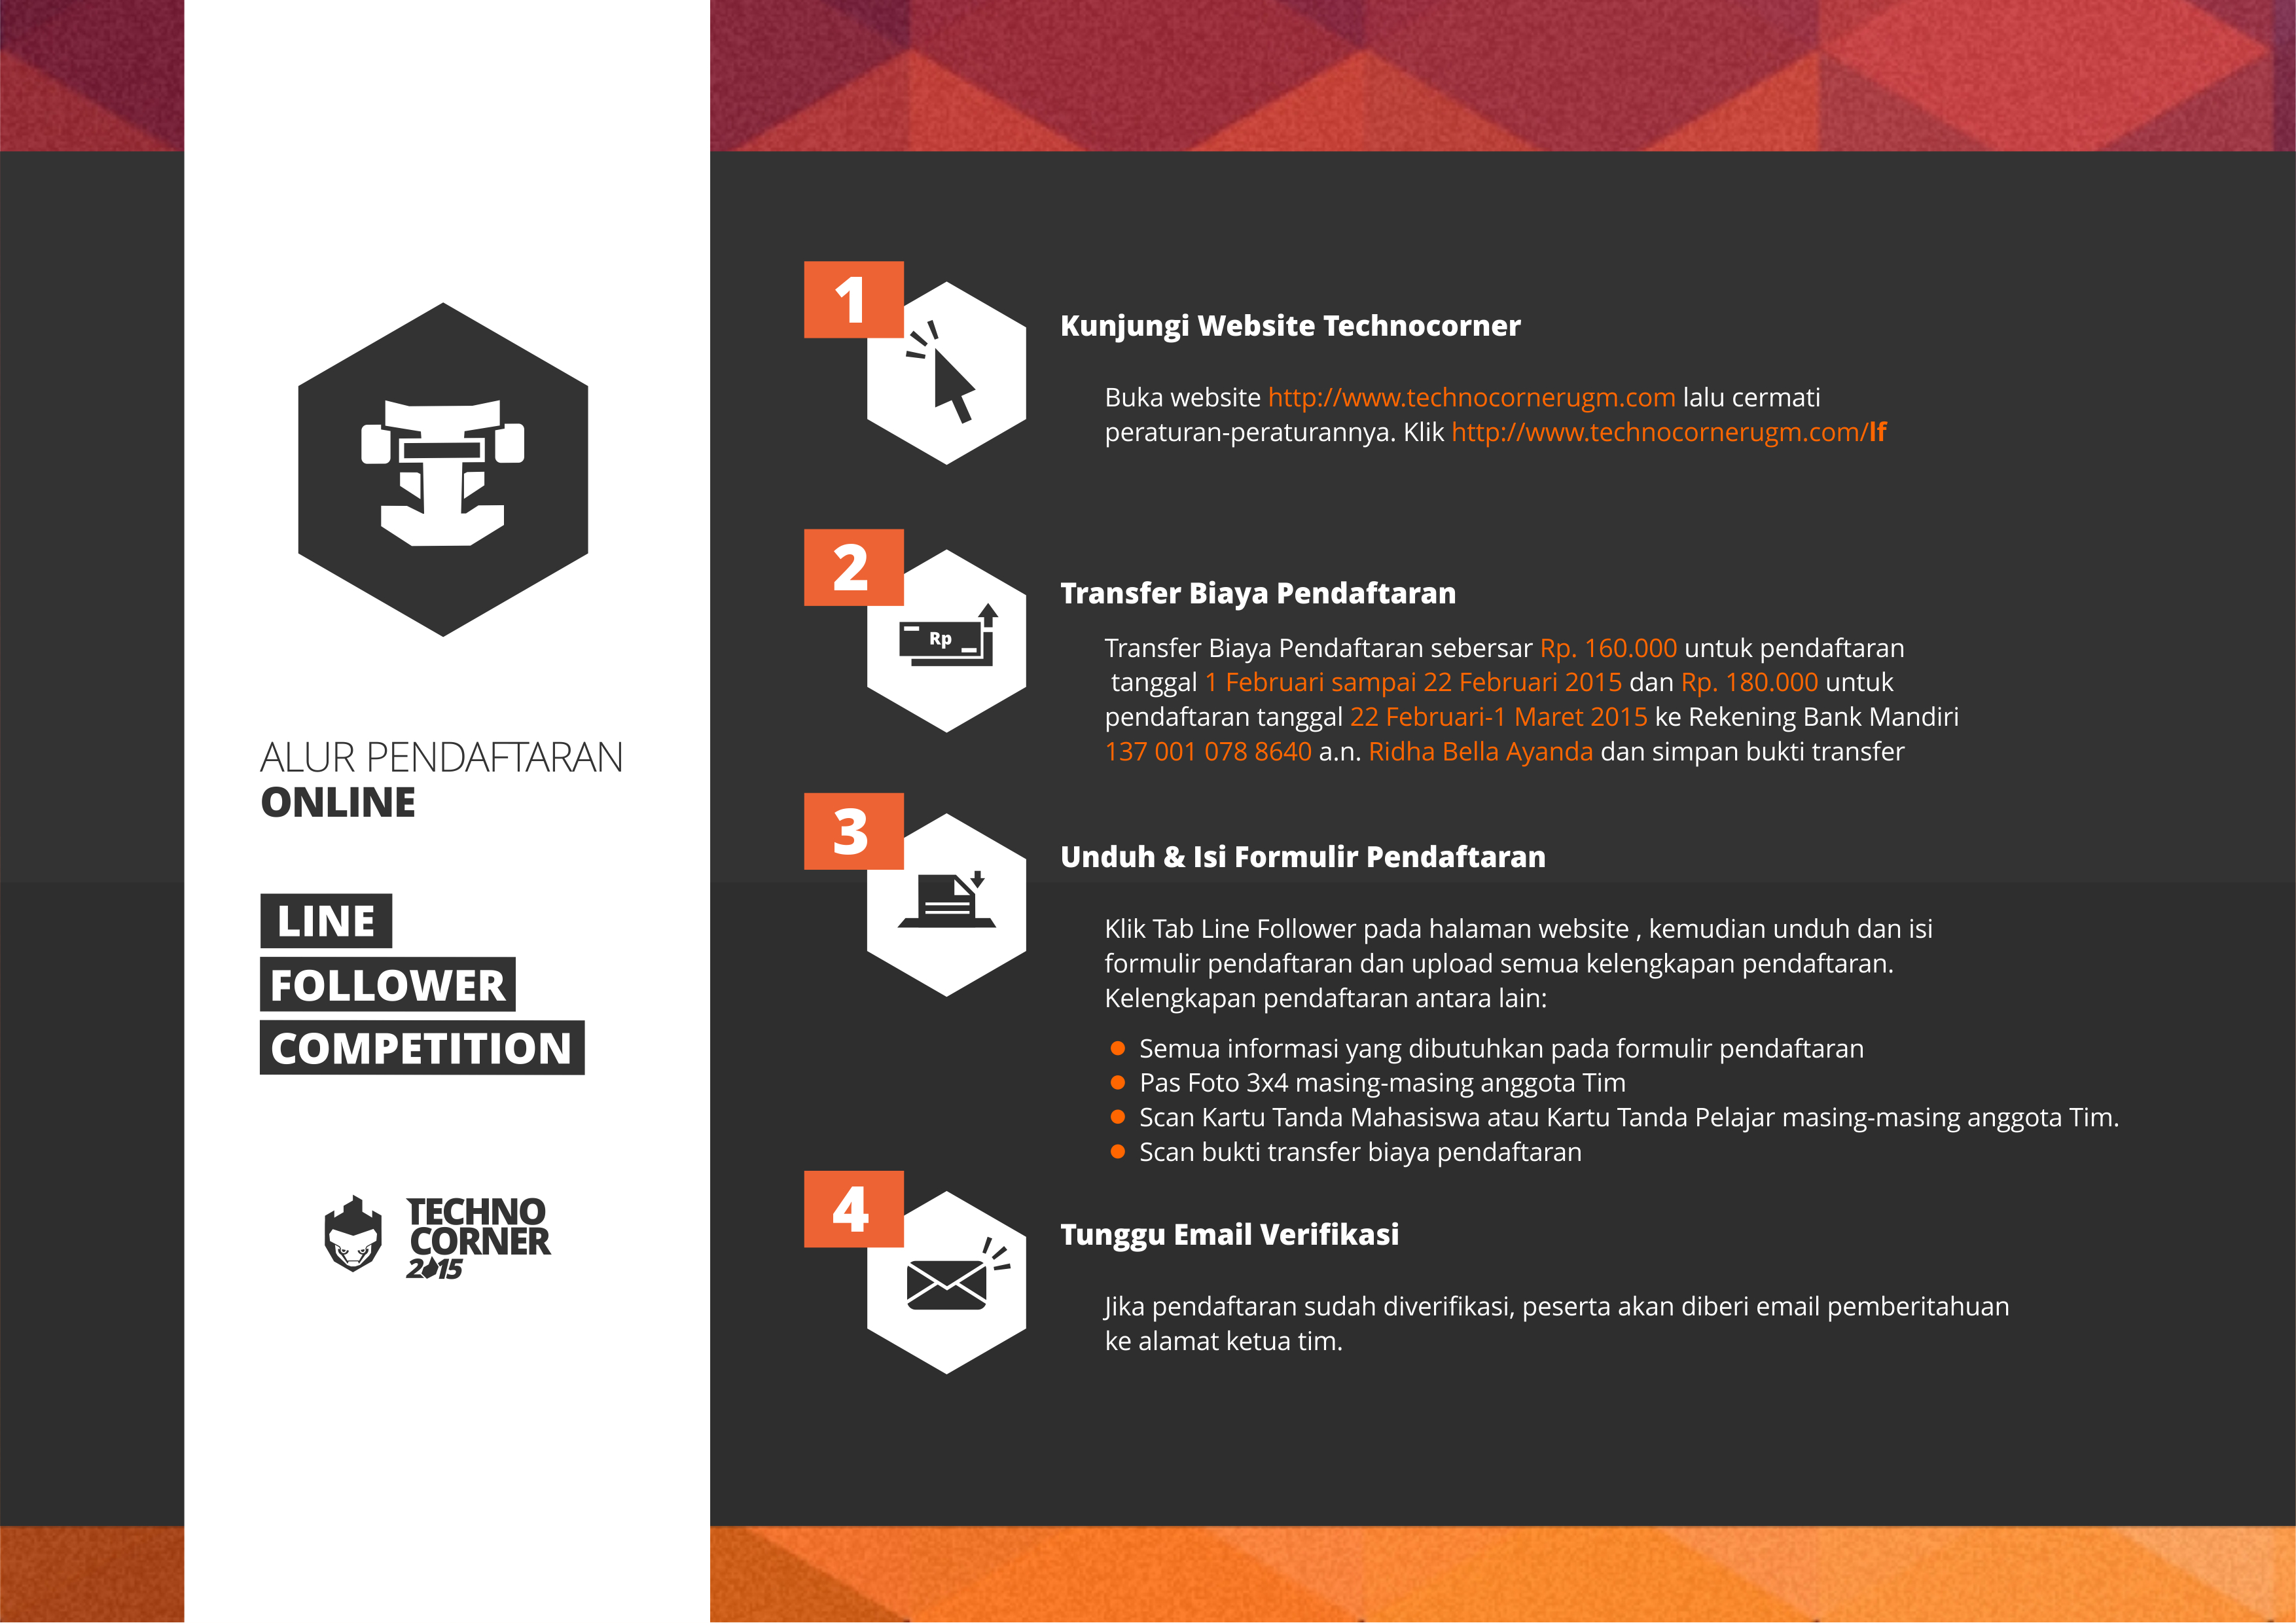 ALUR PENDAFTARAN
ONLINE
LINE
FOLLOWER
COMPETITION
TECHNO
CORNER
2015
1
Kunjungi Website Technocorner
Buka website http://www.technocornerugm.com lalu cermati
peraturan-peraturannya. Klik http://www.technocornerugm.com/lf
2
Rp
Transfer Biaya Pendaftaran
Transfer Biaya Pendaftaran sebersar Rp. 160.000 untuk pendaftaran
tanggal 1 Februari sampai 22 Februari 2015 dan Rp. 180.000 untuk
pendaftaran tanggal 22 Februari-1 Maret 2015 ke Rekening Bank Mandiri
137 001 078 8640 a.n. Ridha Bella Ayanda dan simpan bukti transfer
3
Unduh & Isi Formulir Pendaftaran
Klik Tab Line Follower pada halaman website , kemudian unduh dan isi
formulir pendaftaran dan upload semua kelengkapan pendaftaran.
Kelengkapan pendaftaran antara lain:
● Semua informasi yang dibutuhkan pada formulir pendaftaran
● Pas Foto 3x4 masing-masing anggota Tim
● Scan Kartu Tanda Mahasiswa atau Kartu Tanda Pelajar masing-masing anggota Tim.
● Scan bukti transfer biaya pendaftaran
4
Tunggu Email Verifikasi
Jika pendaftaran sudah diverifikasi, peserta akan diberi email pemberitahuan
ke alamat ketua tim.